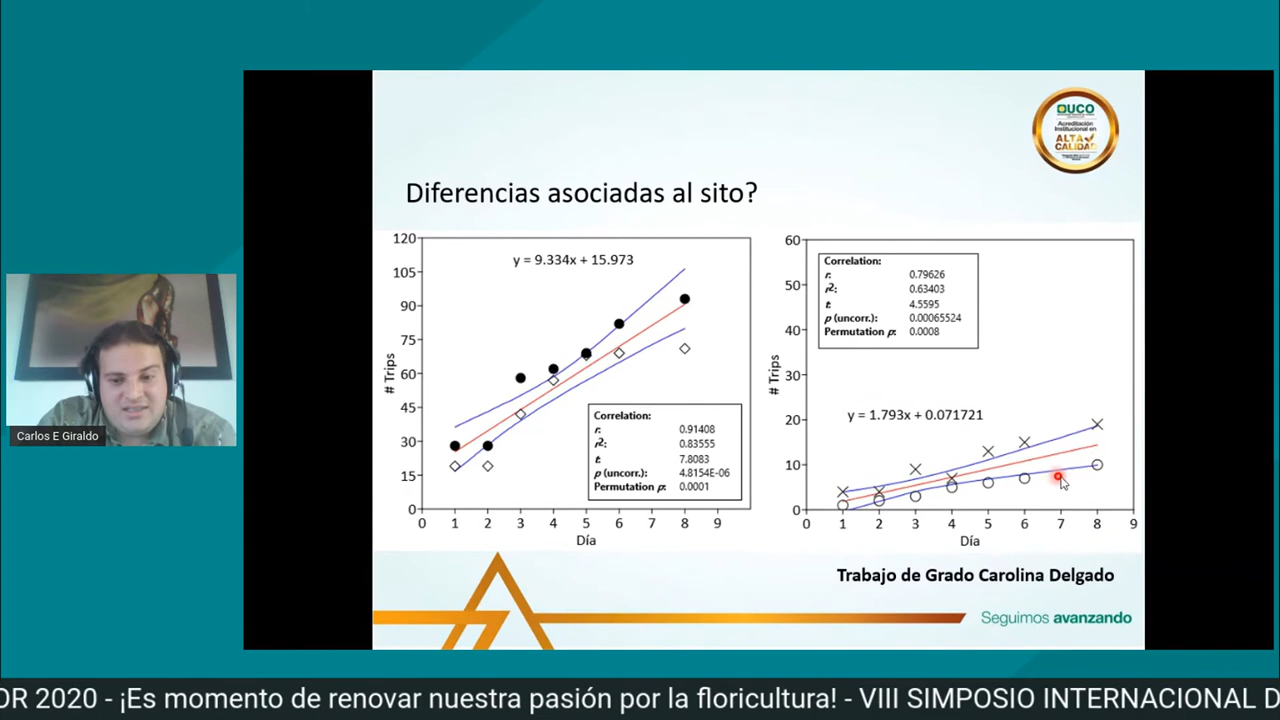 UCO
Acreditación
Institucional en
ALTA
CALIDAD
Diferencias asociadas al sito?
120
105
90
75
60
45
30
15
0
# Trips
y = 9.334x + 15.973
Correlation:
r: 0.91408
r²: 0.83555
t: 7.8083
p (uncorr.): 4.8154E-06
Permutation p: 0.0001
0 1 2 3 4 5 6 7 8 9
Día
60
50
40
30
20
10
0
# Trips
Correlation:
r: 0.79626
r²: 0.63403
t: 4.5595
p (uncorr.): 0.00065524
Permutation p: 0.0008
y = 1.793x + 0.071721
0 1 2 3 4 5 6 7 8 9
Día
Trabajo de Grado Carolina Delgado
Seguimos avanzando
Carlos E Giraldo
OR 2020 - ¡Es momento de renovar nuestra pasión por la floricultura! - VIII SIMPOSIO INTERNACIONAL D